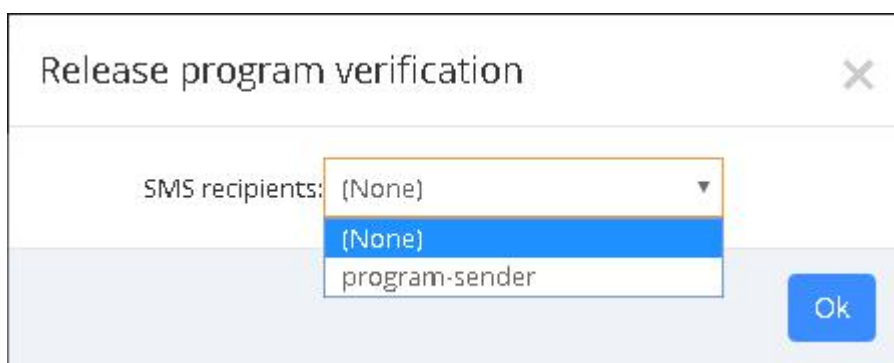 Release program verification
SMS recipients: (None)
(None)
program-sender
Ok